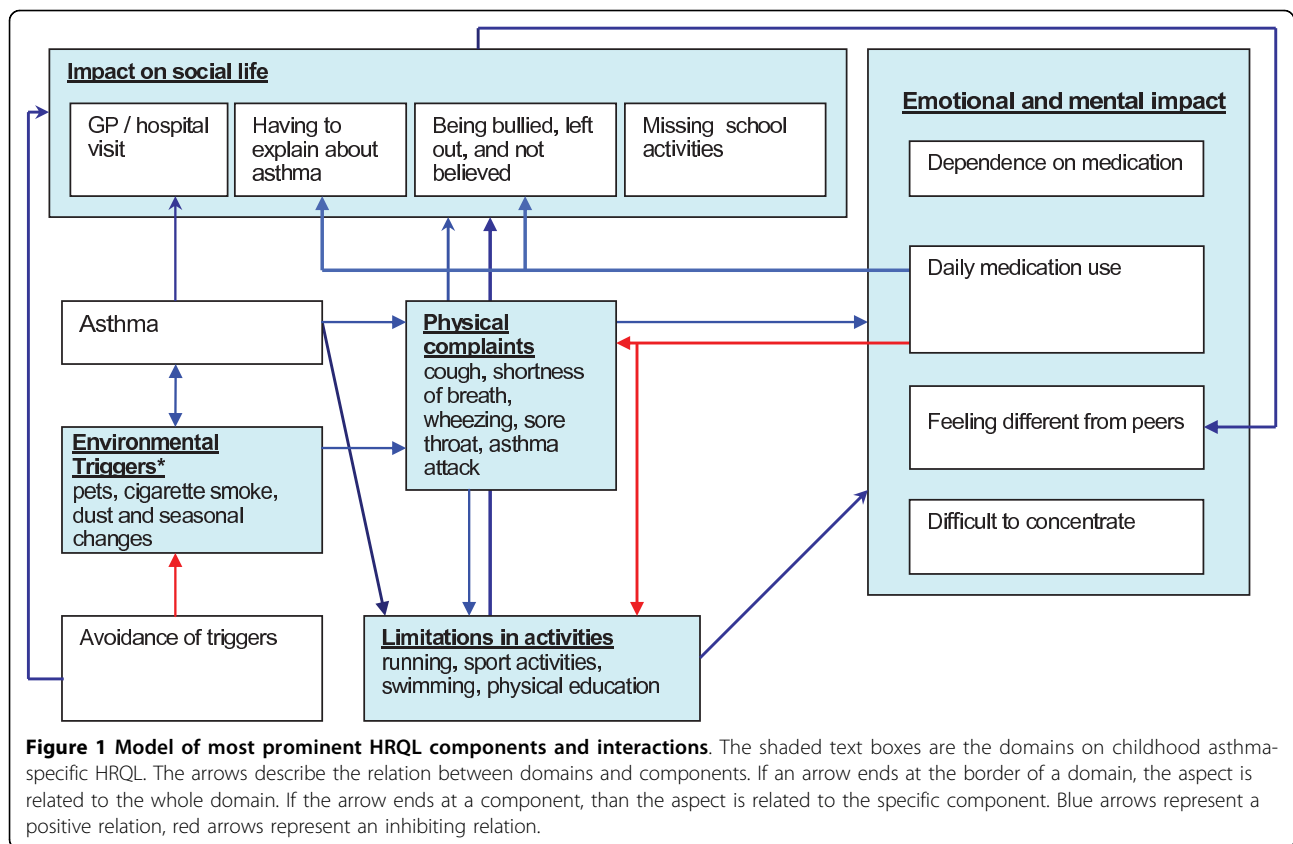 Impact on social life
GP / hospital
visit
Having to
explain about
asthma
Being bullied, left
out, and not
believed
Missing school
activities
Emotional and mental impact
Dependence on medication
Daily medication use
Feeling different from peers
Difficult to concentrate
Asthma
Physical
complaints
cough, shortness
of breath,
wheezing, sore
throat, asthma
attack
Environmental
Triggers*
pets, cigarette smoke,
dust and seasonal
changes
Avoidance of triggers
Limitations in activities
running, sport activities,
swimming, physical education
Figure 1 Model of most prominent HRQL components and interactions. The shaded text boxes are the domains on childhood asthma-
specific HRQL. The arrows describe the relation between domains and components. If an arrow ends at the border of a domain, the aspect is
related to the whole domain. If the arrow ends at a component, than the aspect is related to the specific component. Blue arrows represent a
positive relation, red arrows represent an inhibiting relation.